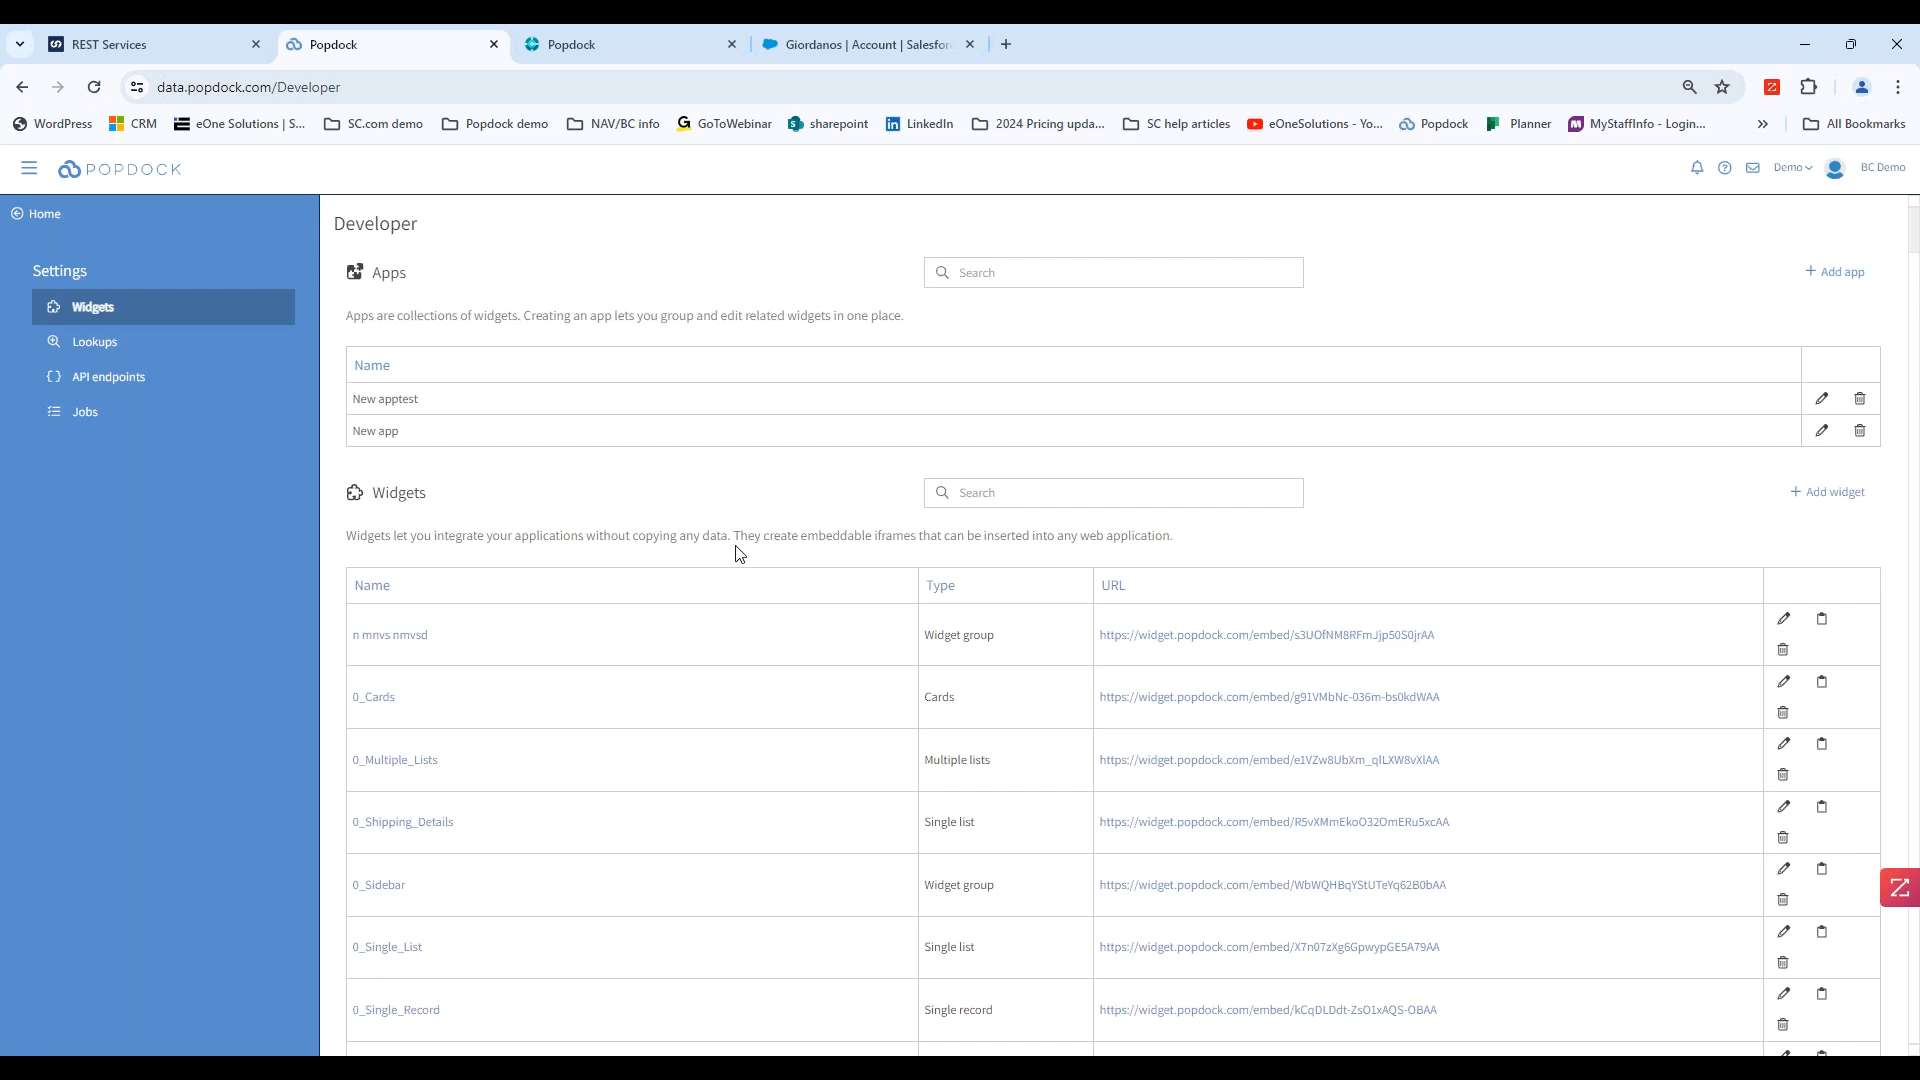 REST Services
Popdock
Popdock
Giordanos | Account | Salesfor
data.popdock.com/Developer
WordPress
CRM
eOne Solutions | S...
SC.com demo
Popdock demo
NAV/BC info
GoToWebinar
sharepoint
LinkedIn
2024 Pricing upda...
SC help articles
eOneSolutions - Yo...
Popdock
Planner
MyStaffInfo - Login...
All Bookmarks
POPDOCK
Demo
BC Demo
Home
Settings
Widgets
Lookups
API endpoints
Jobs
Developer
Apps
Search
+ Add app
Apps are collections of widgets. Creating an app lets you group and edit related widgets in one place.
Name
New apptest
New app
Widgets
Search
+ Add widget
Widgets let you integrate your applications without copying any data. They create embeddable iframes that can be inserted into any web application.
Name Type URL
n mnvs nmvsd Widget group https://widget.popdock.com/embed/s3UOfNM8RFmJjp50S0jrAA
0_Cards Cards https://widget.popdock.com/embed/g91VMbNc-036m-bs0kdWAA
0_Multiple_Lists Multiple lists https://widget.popdock.com/embed/e1VZw8UbXm_qlLXW8vXlAA
0_Shipping_Details Single list https://widget.popdock.com/embed/R5vXMmEkoO32OmERu5xcAA
0_Sidebar Widget group https://widget.popdock.com/embed/WbWQHBqYStUTeYq62B0bAA
0_Single_List Single list https://widget.popdock.com/embed/X7n07zXg6GpwypGE5A79AA
0_Single_Record Single record https://widget.popdock.com/embed/kCqDLDdt-ZsO1xAQS-OBAA